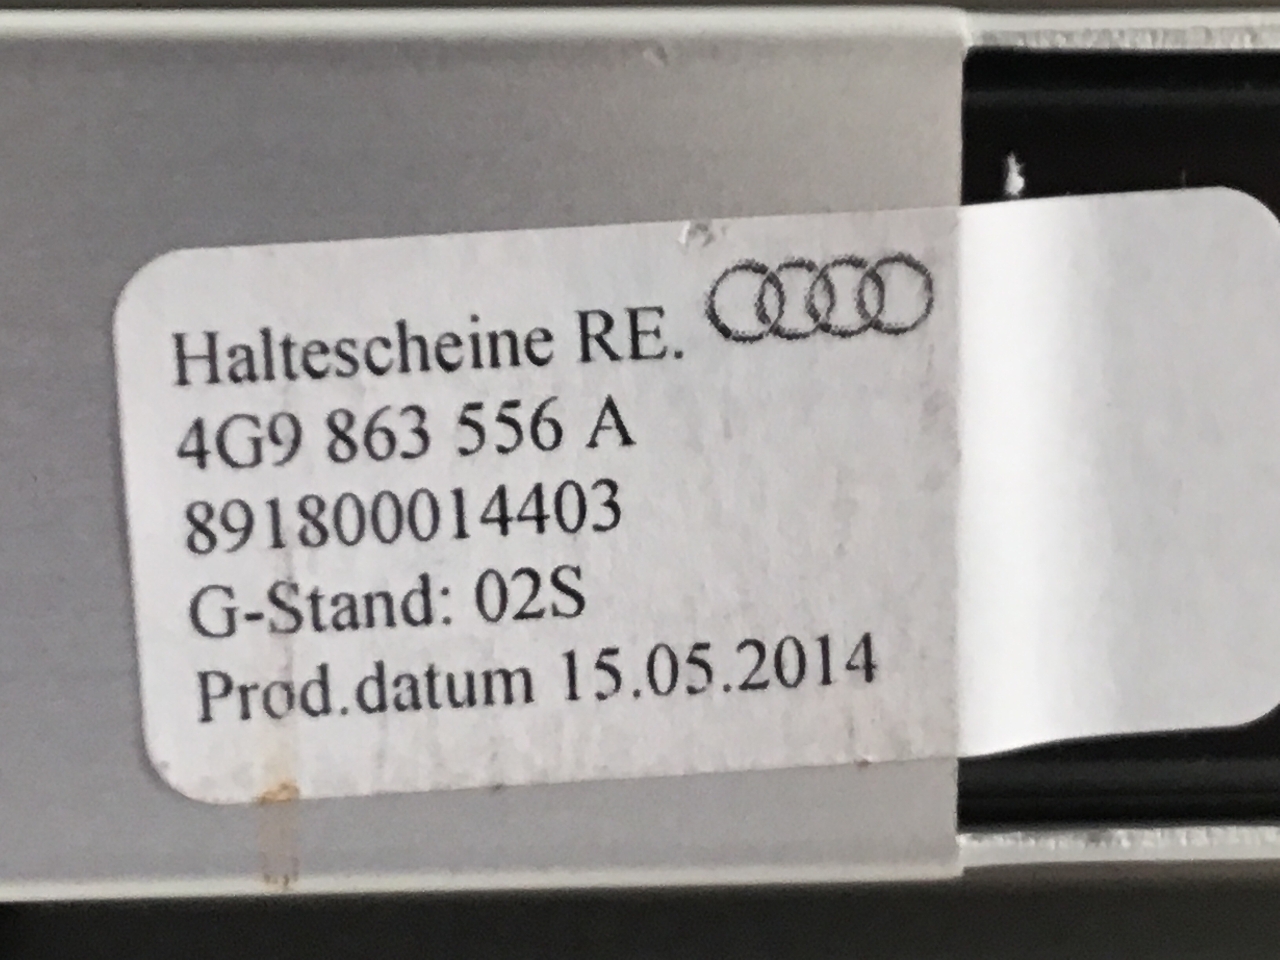 Haltescheine RE.
4G9 863 556 A
891800014403
G-Stand: 02S
Prod.datum 15.05.2014